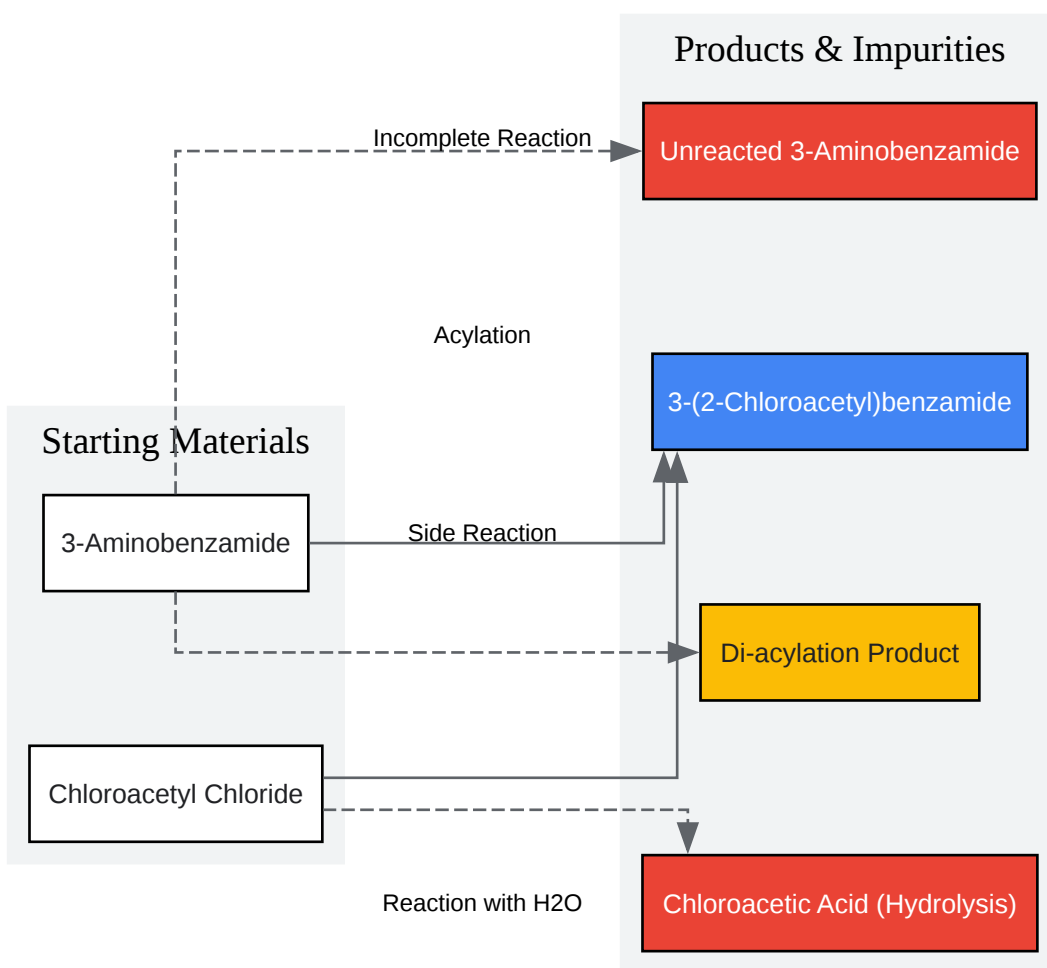 Products & Impurities
Incomplete Reaction
Unreacted 3-Aminobenzamide
Acylation
3-(2-Chloroacetyl)benzamide
Starting Materials
3-Aminobenzamide
Side Reaction
Di-acylation Product
Chloroacetyl Chloride
Reaction with H2O
Chloroacetic Acid (Hydrolysis)